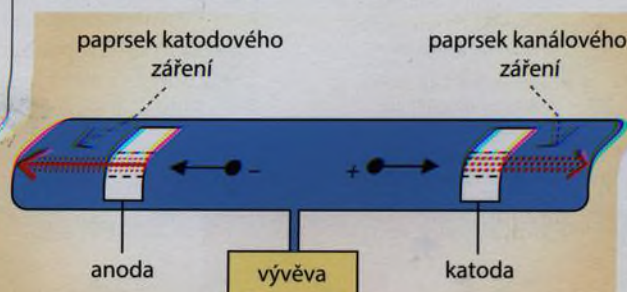 paprsek katodového
záření
paprsek kanálového
záření
−
+
anoda
vývěva
katoda